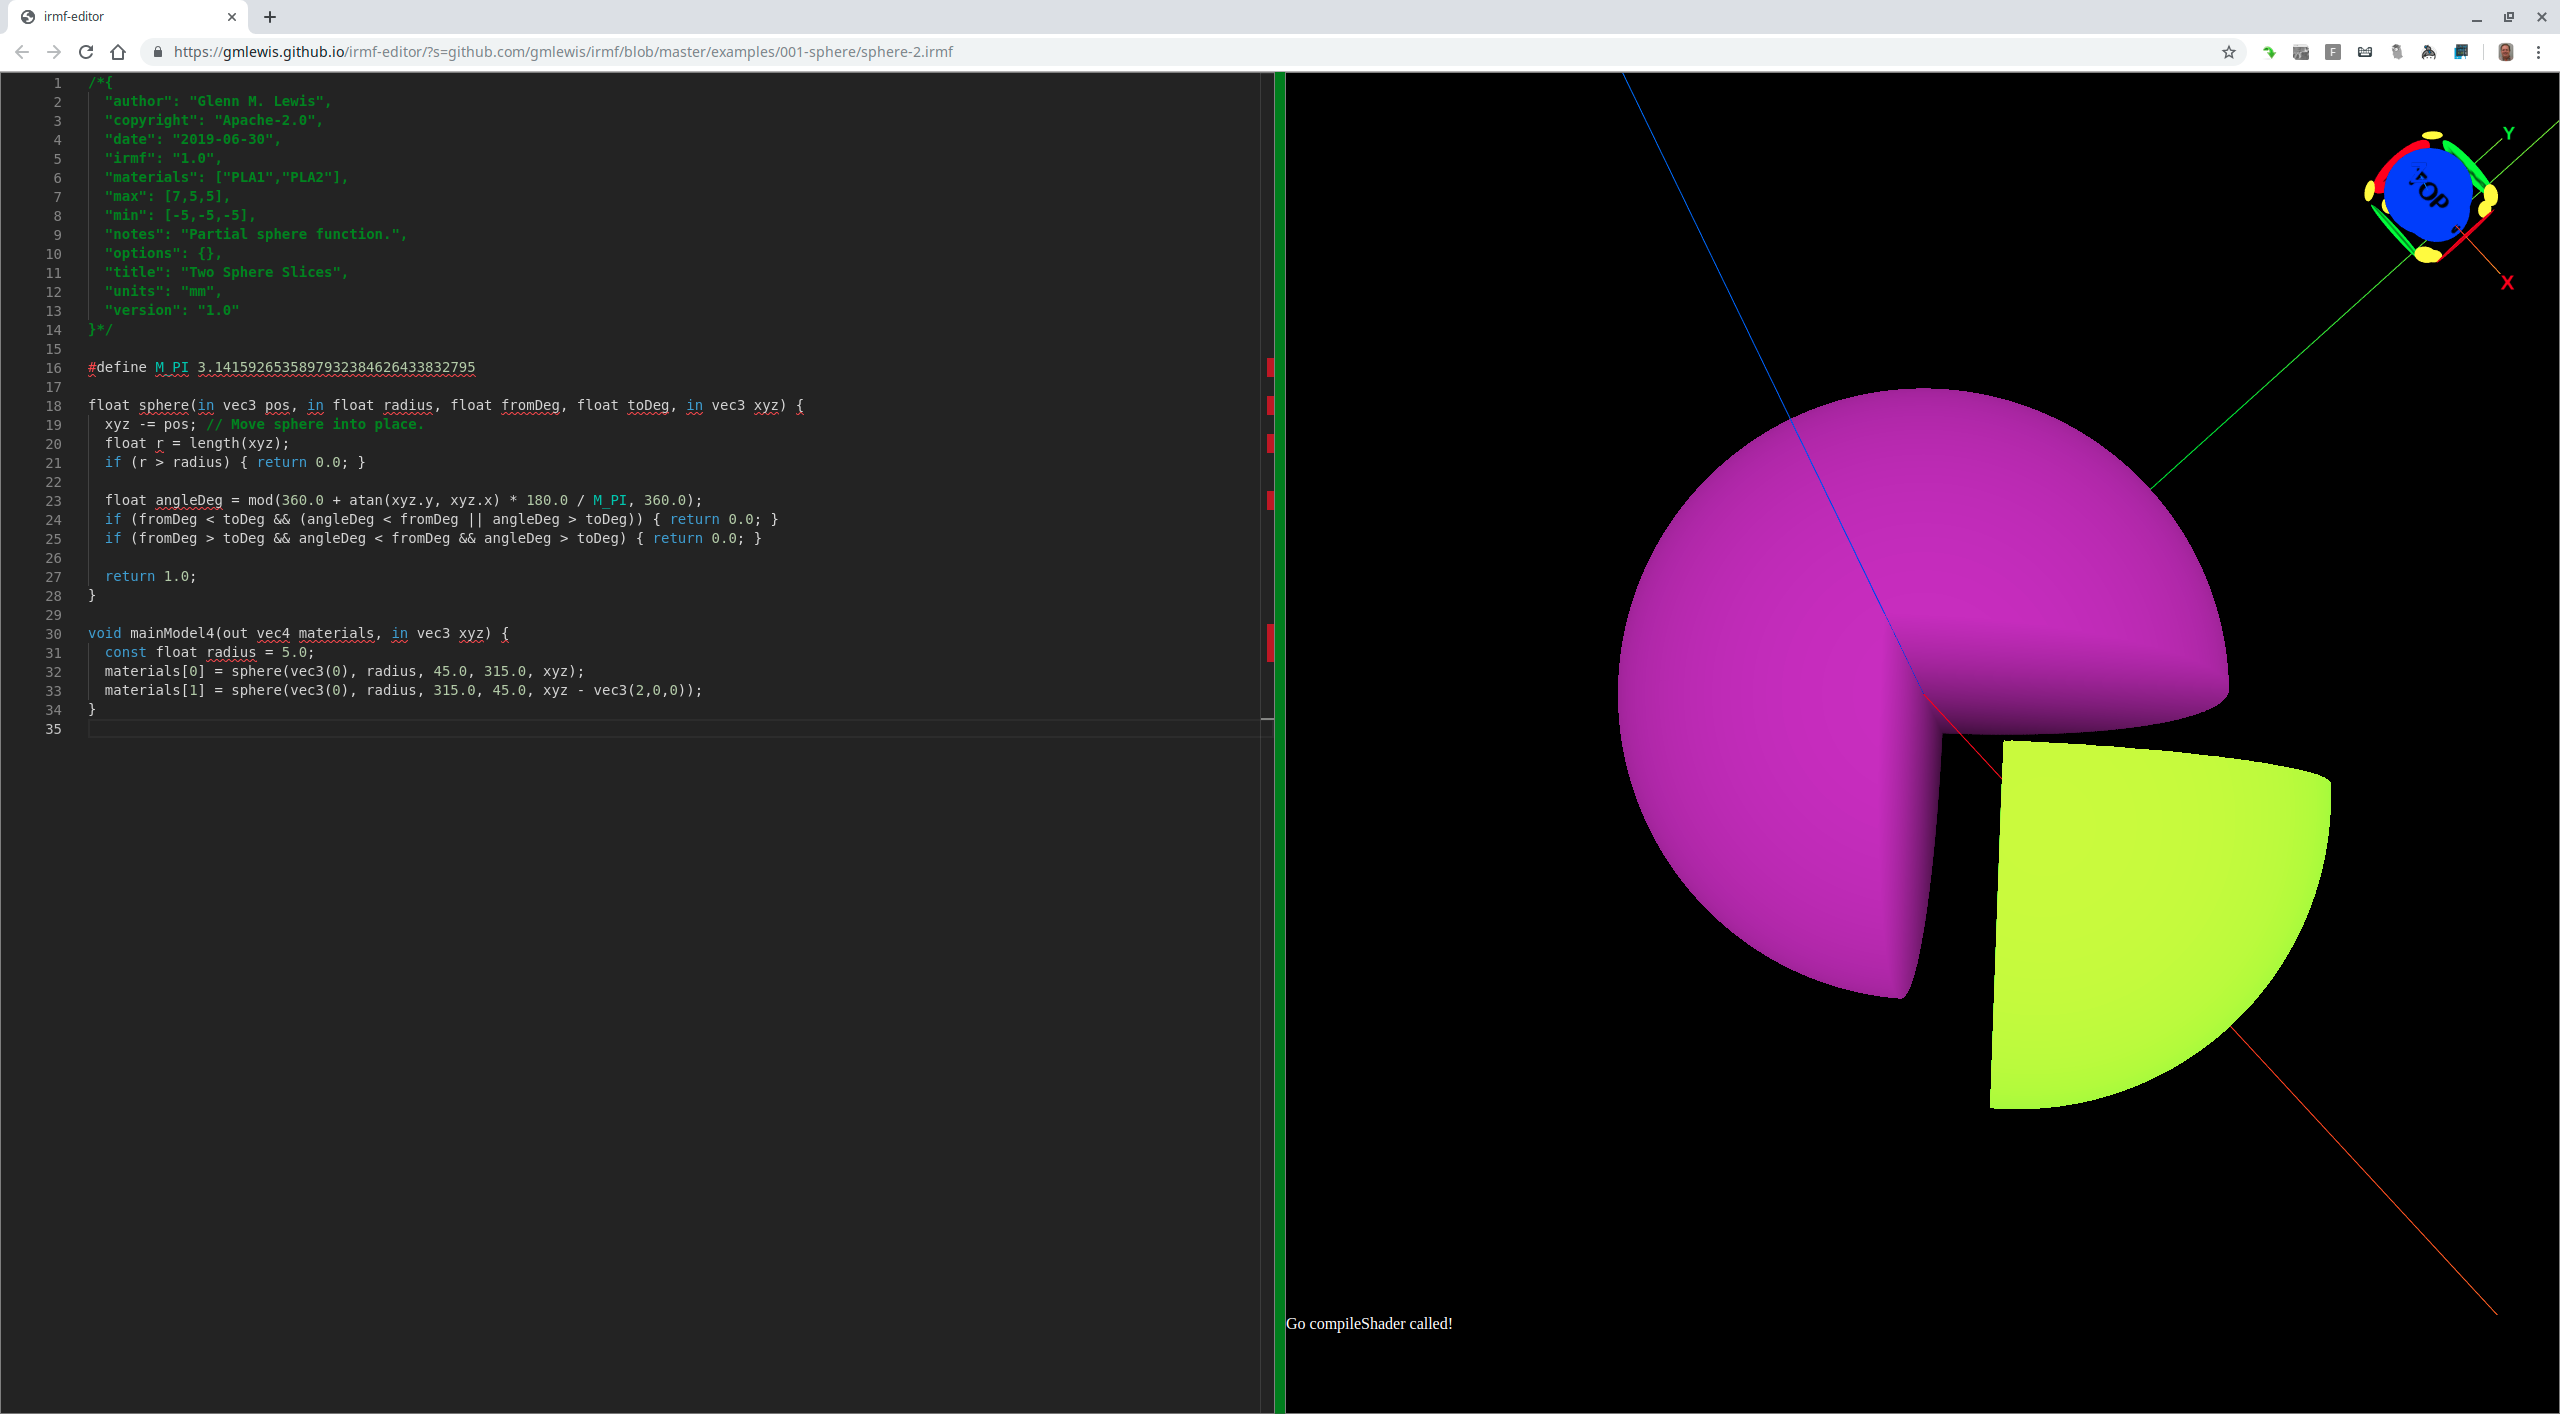 irmf-editor
https://gmlewis.github.io/irmf-editor/?s=github.com/gmlewis/irmf/blob/master/examples/001-sphere/sphere-2.irmf
F
1 /*{
2 "author": "Glenn M. Lewis",
3 "copyright": "Apache-2.0",
4 "date": "2019-06-30",
5 "irmf": "1.0",
6 "materials": ["PLA1","PLA2"],
7 "max": [7,5,5],
8 "min": [-5,-5,-5],
9 "notes": "Partial sphere function.",
10 "options": {},
11 "title": "Two Sphere Slices",
12 "units": "mm",
13 "version": "1.0"
14 }*/
15
16 #define M_PI 3.1415926535897932384626433832795
17
18 float sphere(in vec3 pos, in float radius, float fromDeg, float toDeg, in vec3 xyz) {
19 xyz -= pos; // Move sphere into place.
20 float r = length(xyz);
21 if (r > radius) { return 0.0; }
22
23 float angleDeg = mod(360.0 + atan(xyz.y, xyz.x) * 180.0 / M_PI, 360.0);
24 if (fromDeg < toDeg && (angleDeg < fromDeg || angleDeg > toDeg)) { return 0.0; }
25 if (fromDeg > toDeg && angleDeg < fromDeg && angleDeg > toDeg) { return 0.0; }
26
27 return 1.0;
28 }
29
30 void mainModel4(out vec4 materials, in vec3 xyz) {
31 const float radius = 5.0;
32 materials[0] = sphere(vec3(0), radius, 45.0, 315.0, xyz);
33 materials[1] = sphere(vec3(0), radius, 315.0, 45.0, xyz - vec3(2,0,0));
34 }
35
Y
TOP
X
Go compileShader called!